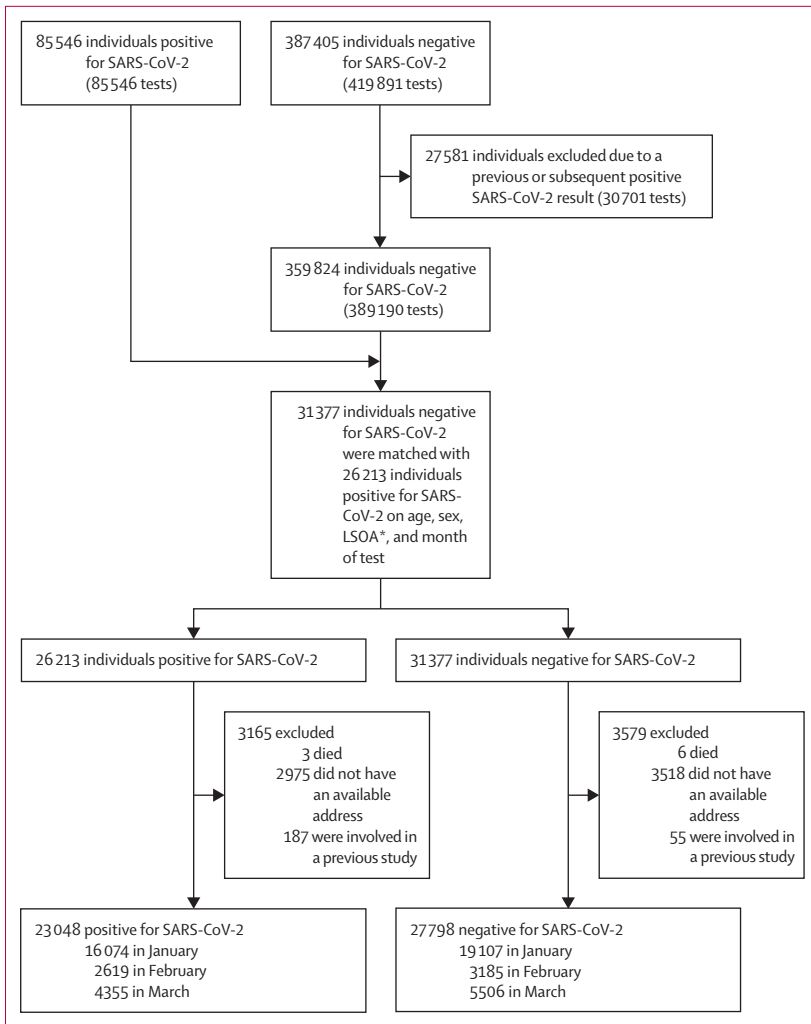 85 546 individuals positive
for SARS-CoV-2
(85 546 tests)
387 405 individuals negative
for SARS-CoV-2
(419 891 tests)
27 581 individuals excluded due to a
previous or subsequent positive
SARS-CoV-2 result (30 701 tests)
359 824 individuals negative
for SARS-CoV-2
(389 190 tests)
31 377 individuals negative
for SARS-CoV-2
were matched with
26 213 individuals
positive for SARS-
CoV-2 on age, sex,
LSOA*, and month
of test
26 213 individuals positive for SARS-CoV-2
31 377 individuals negative for SARS-CoV-2
3165 excluded
3 died
2975 did not have
an available
address
187 were involved in
a previous study
3579 excluded
6 died
3518 did not have
an available
address
55 were involved in
a previous study
23 048 positive for SARS-CoV-2
16 074 in January
2619 in February
4355 in March
27 798 negative for SARS-CoV-2
19 107 in January
3185 in February
5506 in March